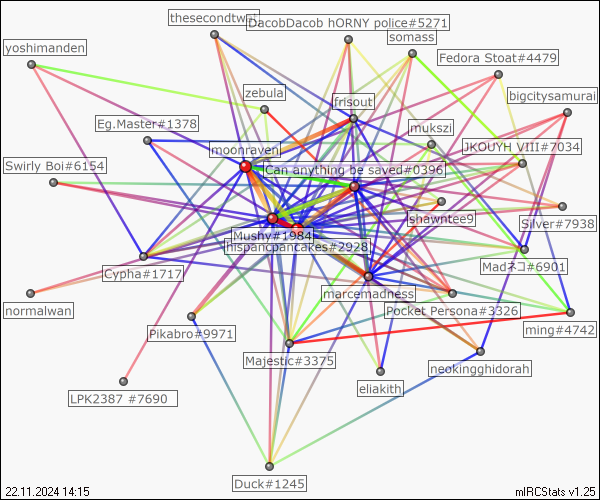 thesecondtwst
DacobDacob hORNY police#5271
somass
yoshimanden
Fedora Stoat#4479
zebula
frisout
bigcitysamurai
Eg.Master#1378
mukszi
moonraven
JKOUYH VIII#7034
Swirly Boi#6154
Can anything be saved#0396
shawntee9
Silver#7938
Mushy#1984
hispanicpancakes#2928
Cypha#1717
Madネコ#6901
normalwan
marcemadness
Pocket Persona#3326
Pikabro#9971
ming#4742
Majestic#3375
neokingghidorah
LPK2387 #7690
eliakith
Duck#1245
22.11.2024 14:15
mIRCStats v1.25